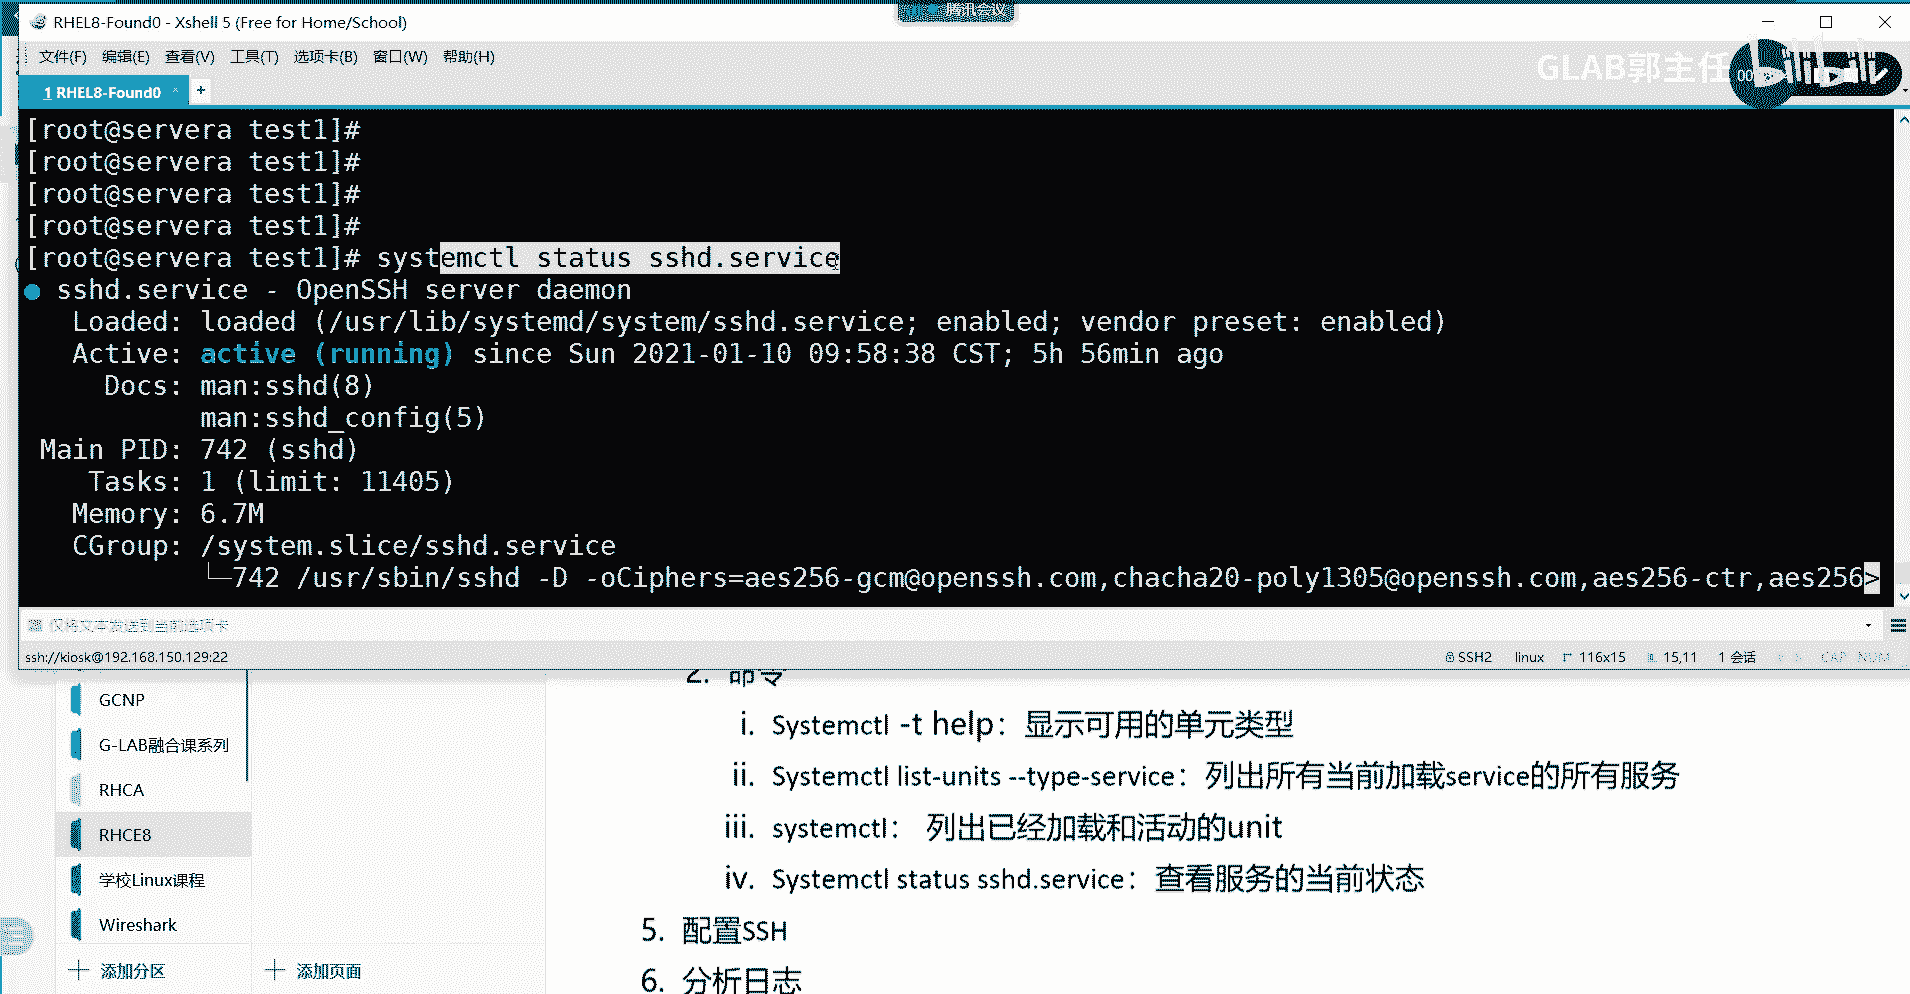 腾讯会议
RHEL8-Found0 - Xshell 5 (Free for Home/School)
文件(F) 编辑(E) 查看(V) 工具(T) 选项卡(B) 窗口(W) 帮助(H)
GLAB郭主任
bilibili
1 RHEL8-Found0 × +
[root@servera test1]#
[root@servera test1]#
[root@servera test1]#
[root@servera test1]#
[root@servera test1]# systemctl status sshd.service
● sshd.service - OpenSSH server daemon
Loaded: loaded (/usr/lib/systemd/system/sshd.service; enabled; vendor preset: enabled)
Active: active (running) since Sun 2021-01-10 09:58:38 CST; 5h 56min ago
Docs: man:sshd(8)
man:sshd_config(5)
Main PID: 742 (sshd)
Tasks: 1 (limit: 11405)
Memory: 6.7M
CGroup: /system.slice/sshd.service
└─742 /usr/sbin/sshd -D -oCiphers=aes256-gcm@openssh.com,chacha20-poly1305@openssh.com,aes256-ctr,aes256>
仅将文本发送到当前选项卡
ssh://kiosk@192.168.150.129:22 SSH2 linux 116x15 15,11 1 会话 CAP NUM
GCNP
G-LAB融合课系列
RHCA
RHCE8
学校Linux课程
Wireshark
添加分区 添加页面
2. 命令
i. Systemctl -t help：显示可用的单元类型
ii. Systemctl list-units --type-service：列出所有当前加载service的所有服务
iii. systemctl： 列出已经加载和活动的unit
iv. Systemctl status sshd.service：查看服务的当前状态
5. 配置SSH
6. 分析日志